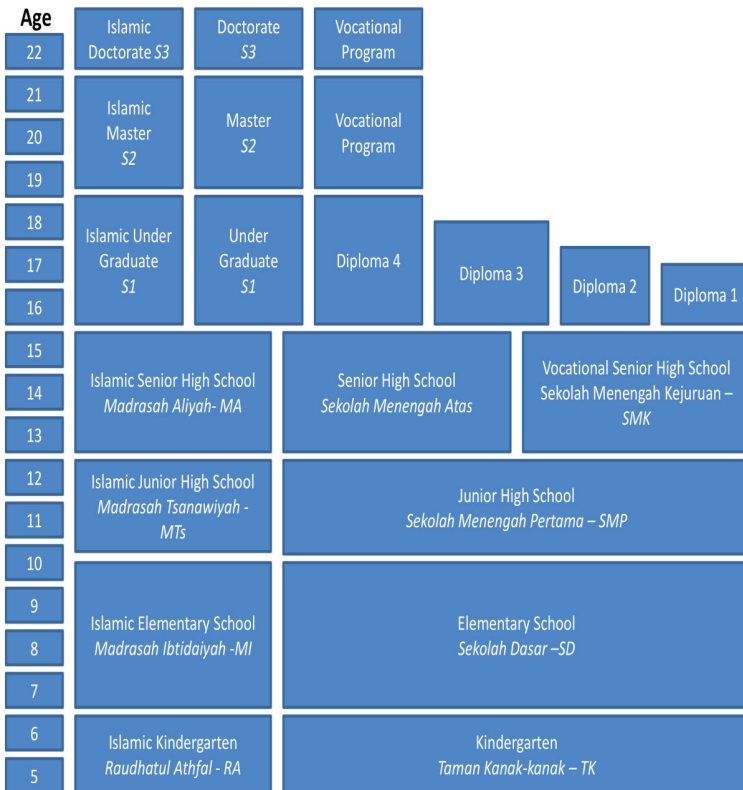 Age
22
21
20
19
18
17
16
15
14
13
12
11
10
9
8
7
6
5
Islamic
Doctorate S3
Doctorate
S3
Vocational
Program
Islamic
Master
S2
Master
S2
Vocational
Program
Islamic Under
Graduate
S1
Under
Graduate
S1
Diploma 4
Diploma 3
Diploma 2
Diploma 1
Islamic Senior High School
Madrasah Aliyah- MA
Senior High School
Sekolah Menengah Atas
Vocational Senior High School
Sekolah Menengah Kejuruan –
SMK
Islamic Junior High School
Madrasah Tsanawiyah -
MTs
Junior High School
Sekolah Menengah Pertama – SMP
Islamic Elementary School
Madrasah Ibtidaiyah -MI
Elementary School
Sekolah Dasar –SD
Islamic Kindergarten
Raudhatul Athfal - RA
Kindergarten
Taman Kanak-kanak – TK